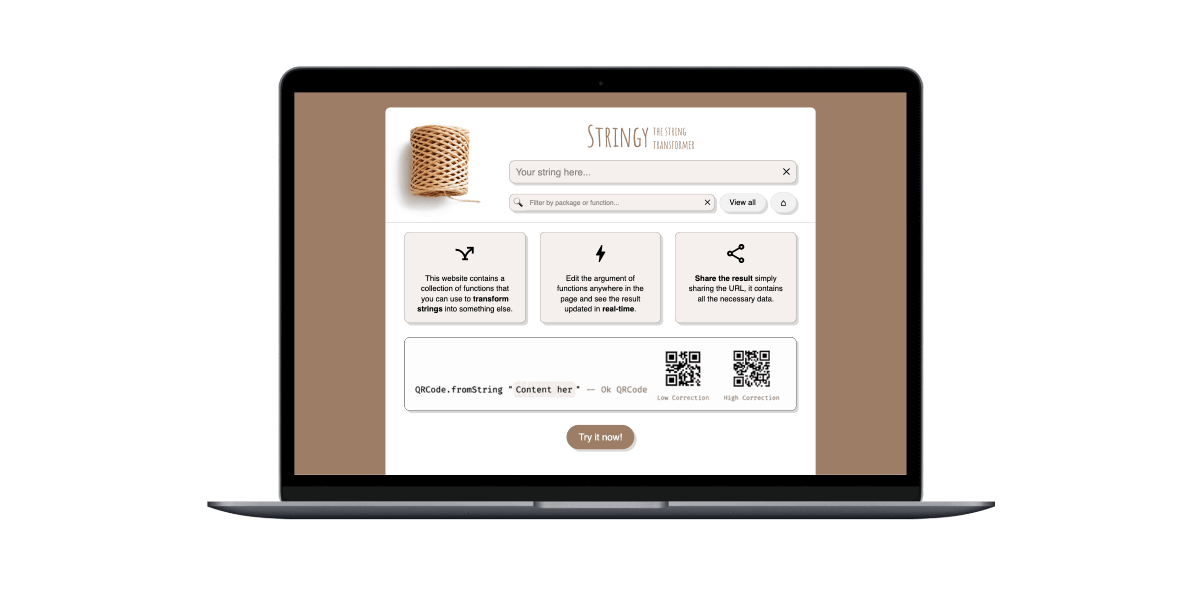 Stringy THE STRING
TRANSFORMER
Your string here...
Filter by package or function...
View all
This website contains a
collection of functions that
you can use to transform
strings into something else.
Edit the argument of
functions anywhere in the
page and see the result
updated in real-time.
Share the result simply
sharing the URL, it contains
all the necessary data.
QRCode.fromString "Content her" — Ok QRCode
Low Correction
High Correction
Try it now!